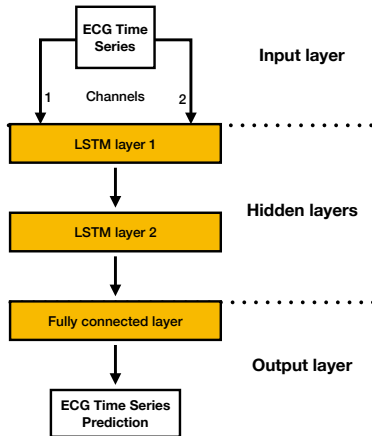 ECG Time
Series
Input layer
1 Channels 2
LSTM layer 1
Hidden layers
LSTM layer 2
Fully connected layer
Output layer
ECG Time Series
Prediction